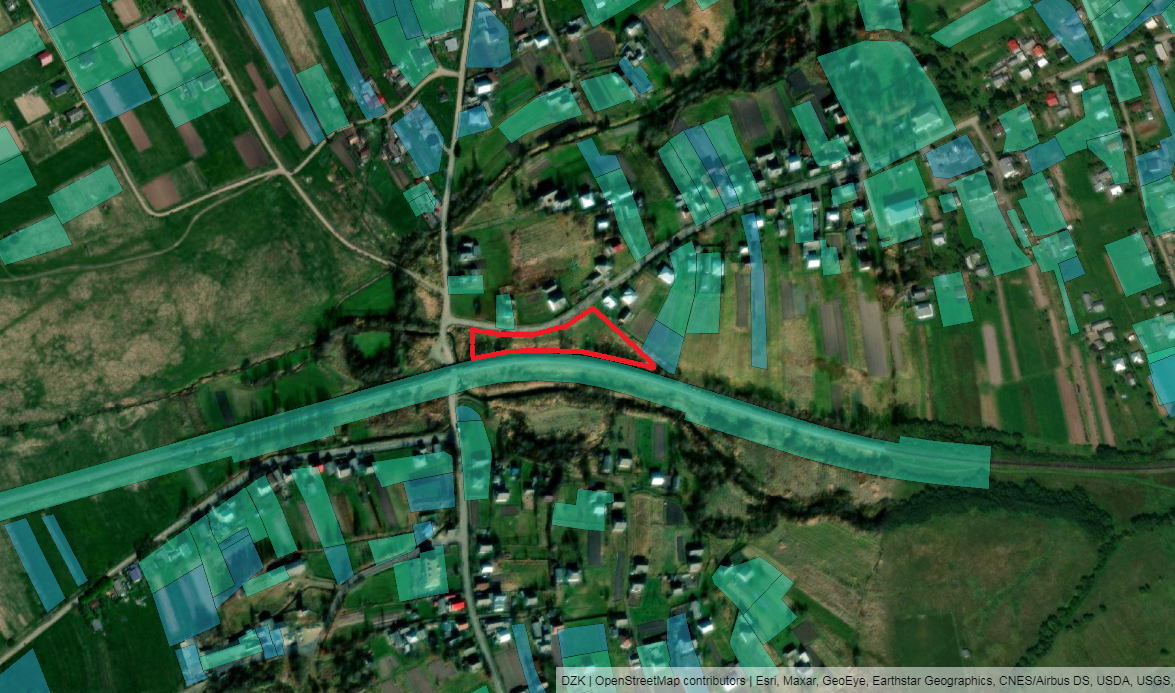 DZK | OpenStreetMap contributors | Esri, Maxar, GeoEye, Earthstar Geographics, CNES/Airbus DS, USDA, USGS